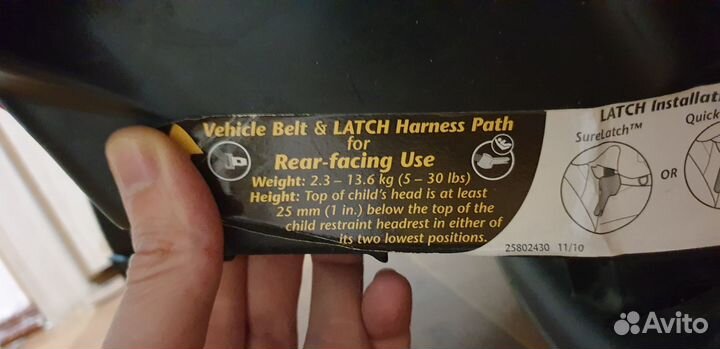 Vehicle Belt & LATCH Harness Path
for
Rear-facing Use
Weight: 2.3 – 13.6 kg (5 – 30 lbs)
Height: Top of child's head is at least
25 mm (1 in.) below the top of the
child restraint headrest in either of
its two lowest positions.
25802430 11/10
LATCH Installat
SureLatch™
OR
Quick
Avito